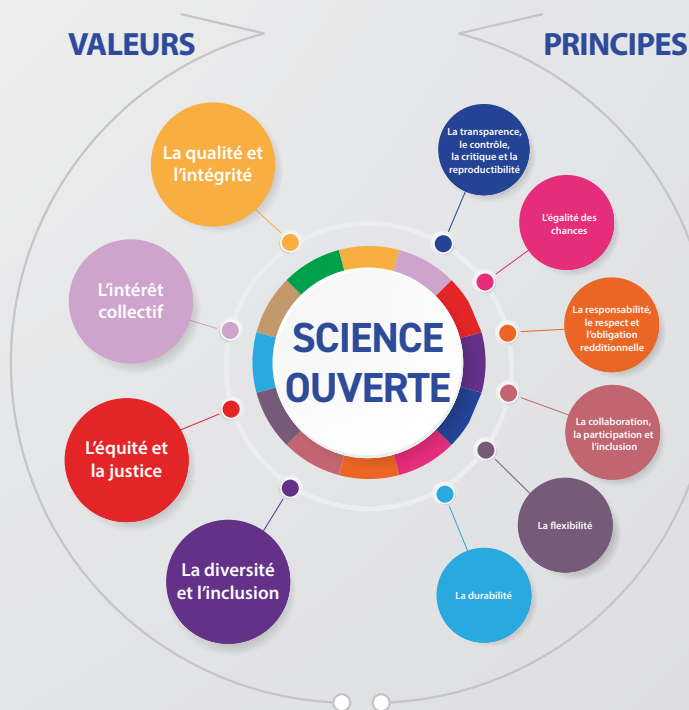 VALEURS
PRINCIPES
La qualité et
l'intégrité
L'intérêt
collectif
L'équité et
la justice
La diversité
et l'inclusion
SCIENCE
OUVERTE
La transparence,
le contrôle,
la critique et la
reproductibilité
L'égalité des
chances
La responsabilité,
le respect et
l'obligation
redditionnelle
La collaboration,
la participation et
l'inclusion
La flexibilité
La durabilité